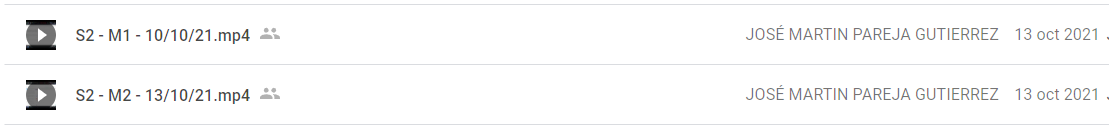 S2 - M1 - 10/10/21.mp4 JOSÉ MARTIN PAREJA GUTIERREZ 13 oct 2021
S2 - M2 - 13/10/21.mp4 JOSÉ MARTIN PAREJA GUTIERREZ 13 oct 2021